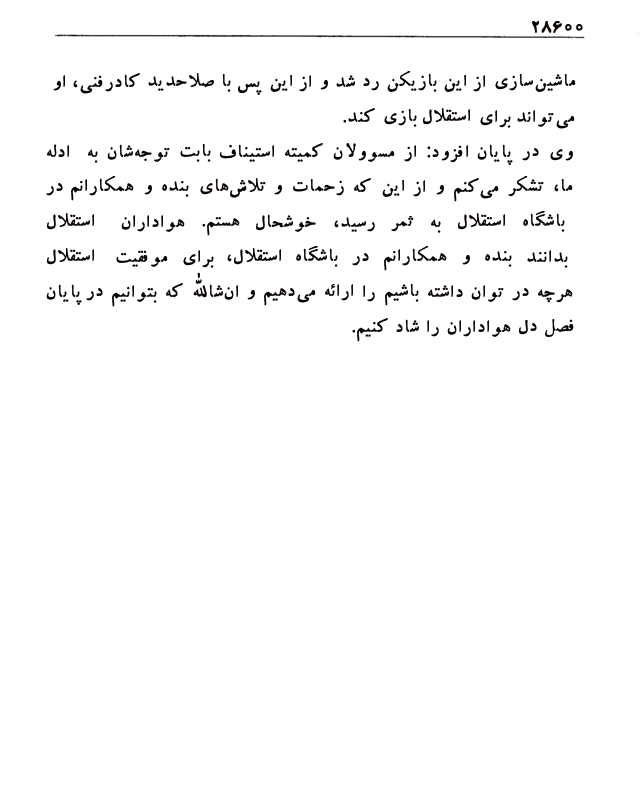 ۲۸۶۰۰
ماشین‌سازی از این بازیکن رد شد و از این پس با صلاحدید کادرفنی، او
می‌تواند برای استقلال بازی کند.
وی در پایان افزود: از مسوولان کمیته استیناف بابت توجه‌شان به ادله
ما، تشکر می‌کنم و از این که زحمات و تلاش‌های بنده و همکارانم در
باشگاه استقلال به ثمر رسید، خوشحال هستم. هواداران استقلال
بدانند بنده و همکارانم در باشگاه استقلال، برای موفقیت استقلال
هرچه در توان داشته باشیم را ارائه می‌دهیم و ان‌شالله که بتوانیم در پایان
فصل دل هواداران را شاد کنیم.